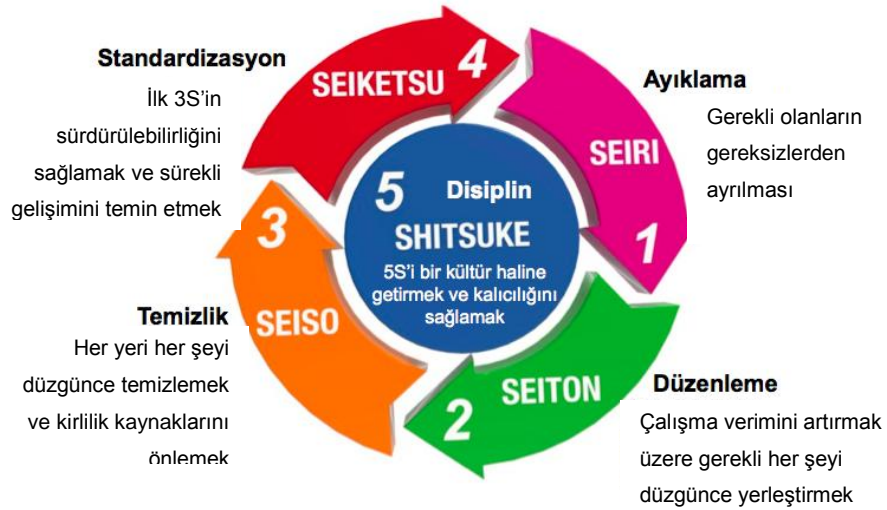 Standardizasyon
İlk 3S’in
sürdürülebilirliğini
sağlamak ve sürekli
gelişimini temin etmek
SEIKETSU 4
Ayıklama
Gerekli olanların
gereksizlerden
ayrılması
SEIRI
1
5 Disiplin
SHITSUKE
5S’i bir kültür haline
getirmek ve kalıcılığını
sağlamak
3
SEISO
Temizlik
Her yeri her şeyi
düzgünce temizlemek
ve kirlilik kaynaklarını
önlemek
SEITON
2
Düzenleme
Çalışma verimini artırmak
üzere gerekli her şeyi
düzgünce yerleştirmek